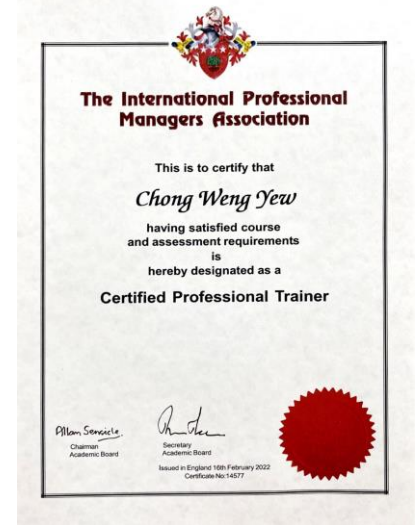 The International Professional
Managers Association
This is to certify that
Chong Weng Yew
having satisfied course
and assessment requirements
is
hereby designated as a
Certified Professional Trainer
Chairman
Academic Board
Secretary
Academic Board
Issued in England 16th February 2022
Certificate No: 14577